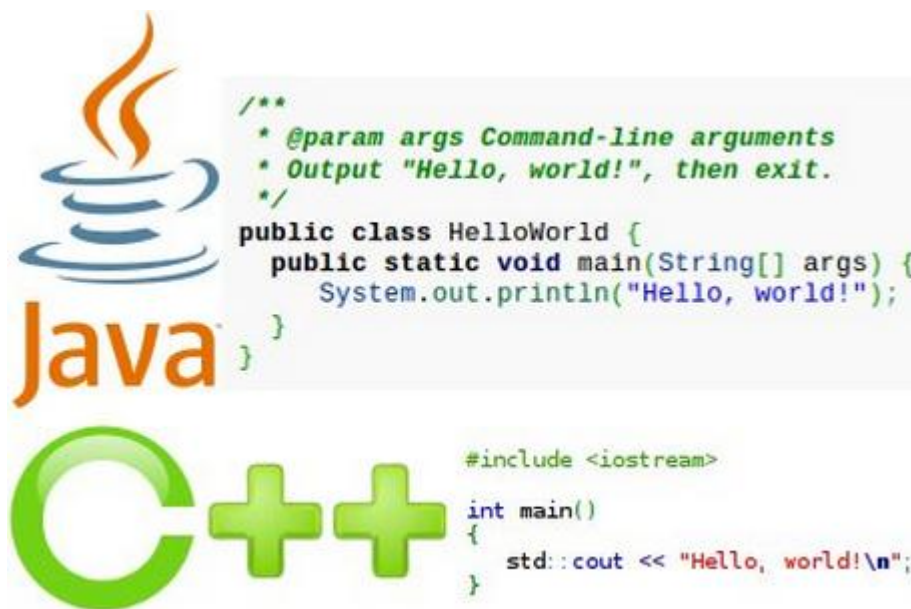 /**
 * @param args Command-line arguments
 * Output "Hello, world!", then exit.
 */
public class HelloWorld {
  public static void main(String[] args) {
    System.out.println("Hello, world!");
  }
}
Java
C++
#include <iostream>
int main()
{
   std::cout << "Hello, world!\n";
}